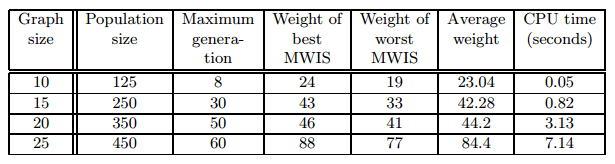 Graph Population Maximum Weight of Weight of Average CPU time
size size genera- best worst weight (seconds)
tion MWIS MWIS
10 125 8 24 19 23.04 0.05
15 250 30 43 33 42.28 0.82
20 350 50 46 41 44.2 3.13
25 450 60 88 77 84.4 7.14